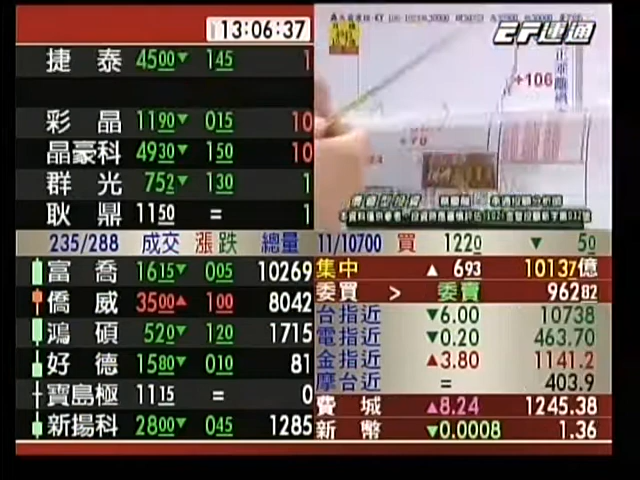 13:06:37
EF建通
捷泰 4500▼ 145 1
彩晶 1190▼ 015 10
晶豪科 4930▼ 150 10
群光 752▼ 130 1
耿鼎 1150 = 1
+106
235/288 成交 漲跌 總量
11/10700 買 1220 ▼ 50
富喬 1615▼ 005 10269
僑威 3500▲ 100 8042
鴻碩 520▼ 120 1715
好德 1580▼ 010 81
寶島極 1115 = 0
新揚科 2800▼ 045 1285
集中 ▲ 693 10137億
委買 > 委賣 96282
台指近 ▼6.00 10738
電指近 ▼0.20 463.70
金指近 ▲3.80 1141.2
摩台近 = 403.9
費城 ▲8.24 1245.38
新幣 ▼0.0008 1.36